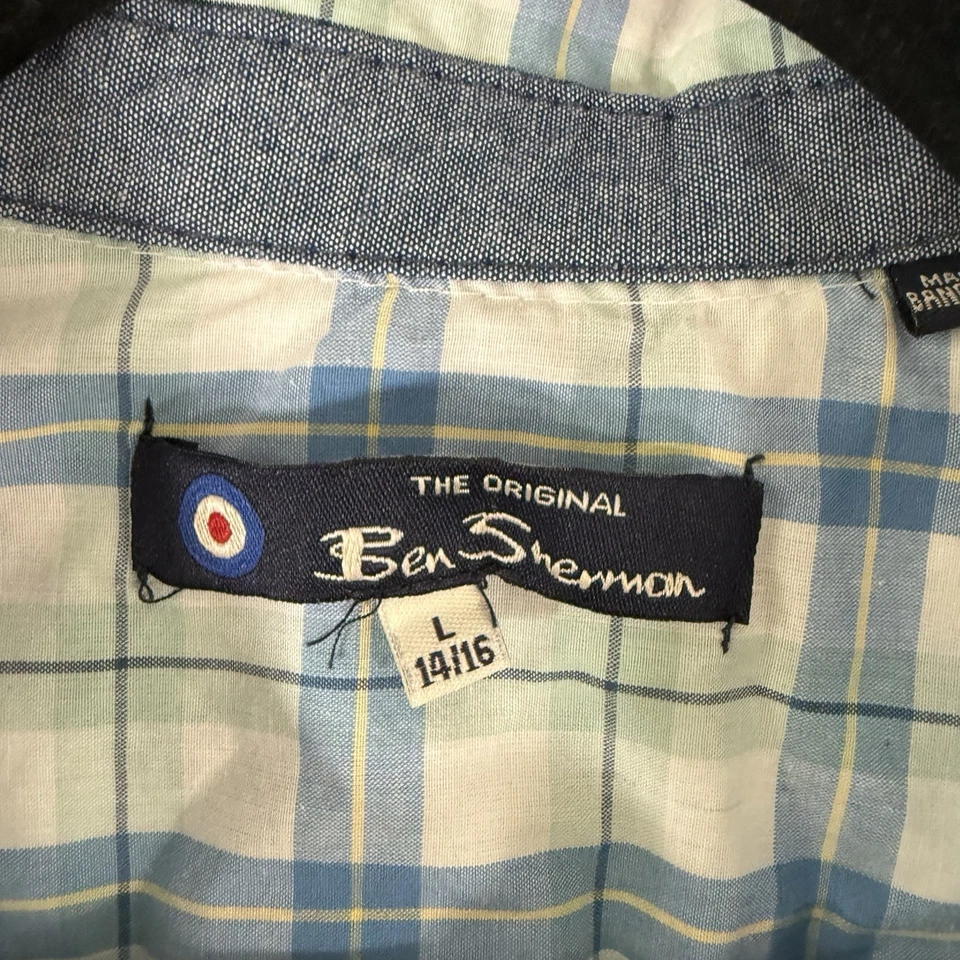 THE ORIGINAL
Ben Sherman
L
14/16